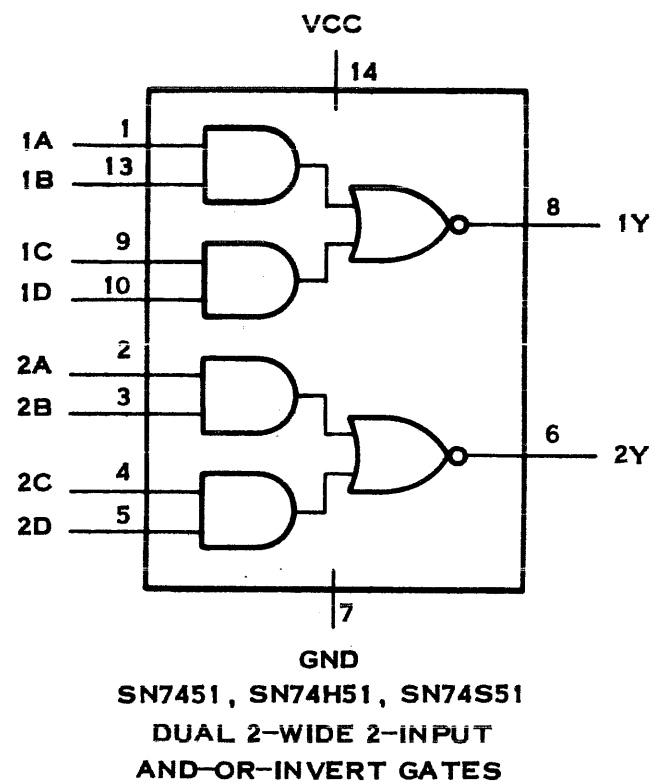 VCC
14
1A 1
1B 13
8 1Y
1C 9
1D 10
2A 2
2B 3
6 2Y
2C 4
2D 5
7
GND
SN7451, SN74H51, SN74S51
DUAL 2-WIDE 2-INPUT
AND-OR-INVERT GATES